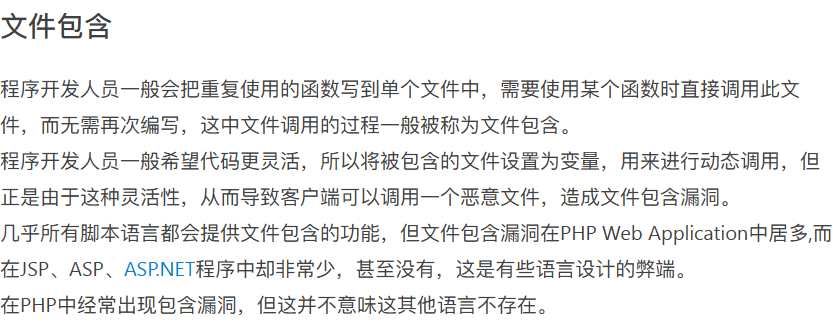 文件包含
程序开发人员一般会把重复使用的函数写到单个文件中，需要使用某个函数时直接调用此文
件，而无需再次编写，这中文件调用的过程一般被称为文件包含。
程序开发人员一般希望代码更灵活，所以将被包含的文件设置为变量，用来进行动态调用，但
正是由于这种灵活性，从而导致客户端可以调用一个恶意文件，造成文件包含漏洞。
几乎所有脚本语言都会提供文件包含的功能，但文件包含漏洞在PHP Web Application中居多,而
在JSP、ASP、ASP.NET程序中却非常少，甚至没有，这是有些语言设计的弊端。
在PHP中经常出现包含漏洞，但这并不意味这其他语言不存在。